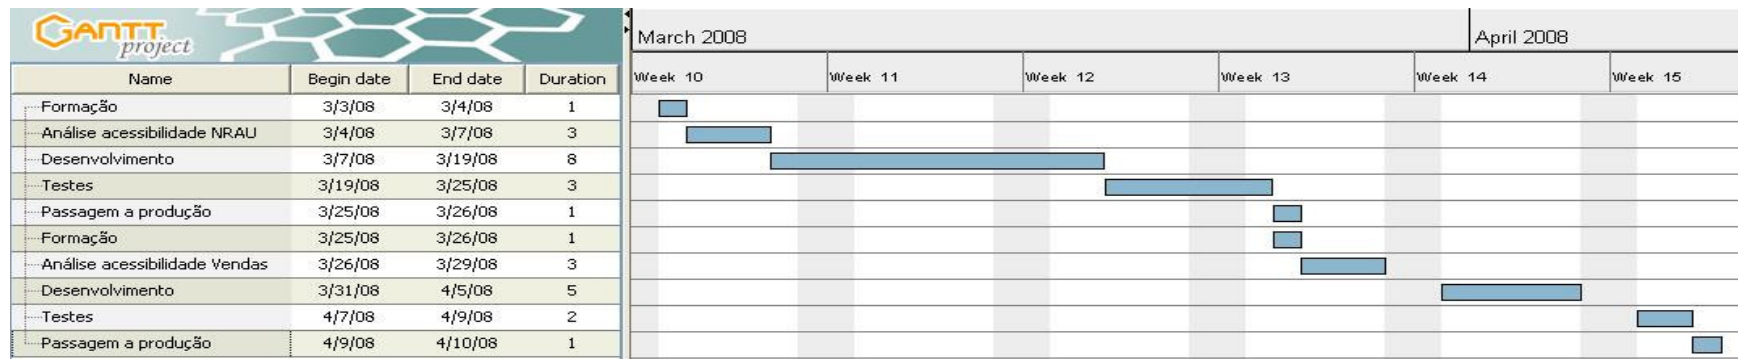 GANTT project
March 2008 April 2008
Name Begin date End date Duration Week 10 Week 11 Week 12 Week 13 Week 14 Week 15
Formação 3/3/08 3/4/08 1
Análise acessibilidade NRAU 3/4/08 3/7/08 3
Desenvolvimento 3/7/08 3/19/08 8
Testes 3/19/08 3/25/08 3
Passagem a produção 3/25/08 3/26/08 1
Formação 3/25/08 3/26/08 1
Análise acessibilidade Vendas 3/26/08 3/29/08 3
Desenvolvimento 3/31/08 4/5/08 5
Testes 4/7/08 4/9/08 2
Passagem a produção 4/9/08 4/10/08 1